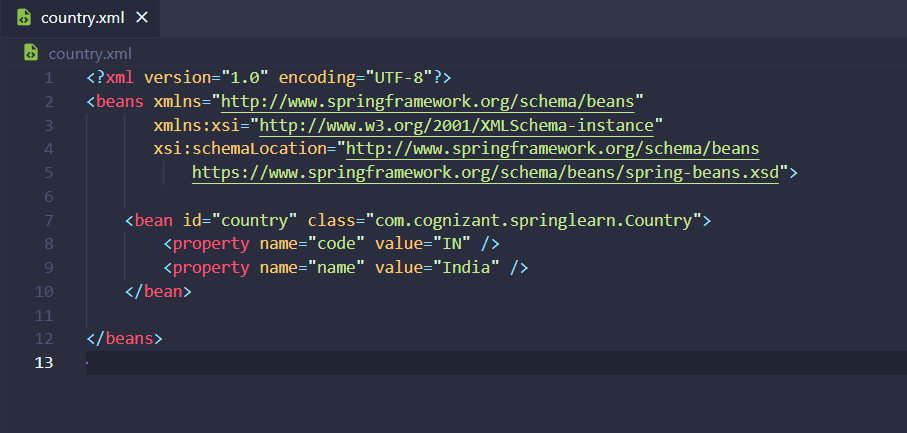 country.xml
country.xml
1 <?xml version="1.0" encoding="UTF-8"?>
2 <beans xmlns="http://www.springframework.org/schema/beans"
3 xmlns:xsi="http://www.w3.org/2001/XMLSchema-instance"
4 xsi:schemaLocation="http://www.springframework.org/schema/beans
5 https://www.springframework.org/schema/beans/spring-beans.xsd">
6
7 <bean id="country" class="com.cognizant.springlearn.Country">
8 <property name="code" value="IN" />
9 <property name="name" value="India" />
10 </bean>
11
12 </beans>
13